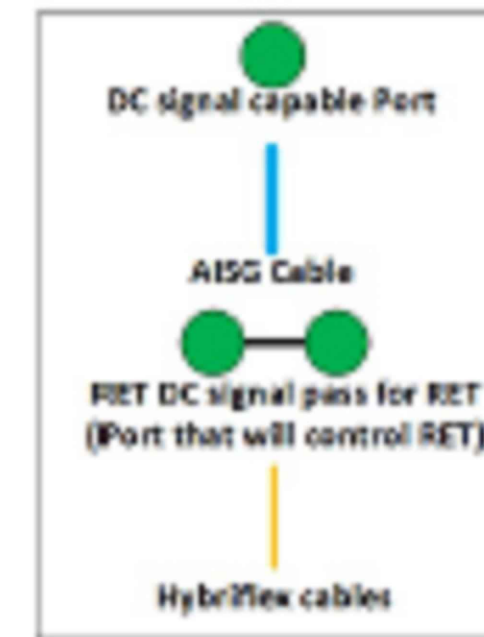 DC signal capable Port
AISG Cable
RET DC signal pass for RET
(Port that will control RET)
Hybriflex cables